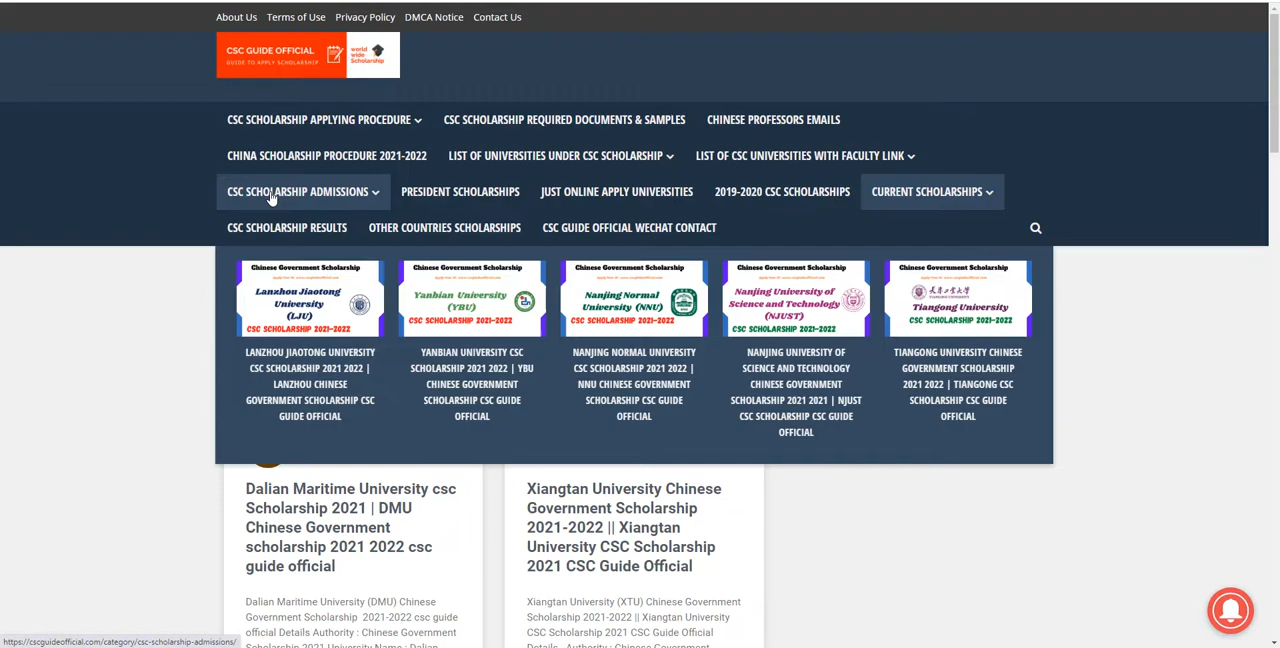 About Us Terms of Use Privacy Policy DMCA Notice Contact Us
CSC GUIDE OFFICIAL
GUIDE TO APPLY SCHOLARSHIP
world
wide
Scholarship
CSC SCHOLARSHIP APPLYING PROCEDURE CSC SCHOLARSHIP REQUIRED DOCUMENTS & SAMPLES CHINESE PROFESSORS EMAILS
CHINA SCHOLARSHIP PROCEDURE 2021-2022 LIST OF UNIVERSITIES UNDER CSC SCHOLARSHIP LIST OF CSC UNIVERSITIES WITH FACULTY LINK
CSC SCHOLARSHIP ADMISSIONS PRESIDENT SCHOLARSHIPS JUST ONLINE APPLY UNIVERSITIES 2019-2020 CSC SCHOLARSHIPS CURRENT SCHOLARSHIPS
CSC SCHOLARSHIP RESULTS OTHER COUNTRIES SCHOLARSHIPS CSC GUIDE OFFICIAL WECHAT CONTACT
Chinese Government Scholarship
Lanzhou Jiaotong
University
(LJU)
CSC SCHOLARSHIP 2021-2022
LANZHOU JIAOTONG UNIVERSITY
CSC SCHOLARSHIP 2021 2022 |
LANZHOU CHINESE
GOVERNMENT SCHOLARSHIP CSC
GUIDE OFFICIAL
Chinese Government Scholarship
Yanbian University
(YBU)
CSC SCHOLARSHIP 2021-2022
YANBIAN UNIVERSITY CSC
SCHOLARSHIP 2021 2022 | YBU
CHINESE GOVERNMENT
SCHOLARSHIP CSC GUIDE
OFFICIAL
Chinese Government Scholarship
Nanjing Normal
University (NNU)
CSC SCHOLARSHIP 2021-2022
NANJING NORMAL UNIVERSITY
CSC SCHOLARSHIP 2021 2022 |
NNU CHINESE GOVERNMENT
SCHOLARSHIP CSC GUIDE
OFFICIAL
Chinese Government Scholarship
Nanjing University of
Science and Technology
(NJUST)
CSC SCHOLARSHIP 2021-2022
NANJING UNIVERSITY OF
SCIENCE AND TECHNOLOGY
CHINESE GOVERNMENT
SCHOLARSHIP 2021 2021 | NJUST
CSC SCHOLARSHIP CSC GUIDE
OFFICIAL
Chinese Government Scholarship
天津工业大学
TIANGONG UNIVERSITY
Tiangong University
CSC SCHOLARSHIP 2021-2022
TIANGONG UNIVERSITY CHINESE
GOVERNMENT SCHOLARSHIP
2021 2022 | TIANGONG CSC
SCHOLARSHIP CSC GUIDE
OFFICIAL
Dalian Maritime University csc
Scholarship 2021 | DMU
Chinese Government
scholarship 2021 2022 csc
guide official
Dalian Maritime University (DMU) Chinese
Government Scholarship 2021-2022 csc guide
official Details Authority : Chinese Government
Scholarship 2021 University Name : Dalian
Xiangtan University Chinese
Government Scholarship
2021-2022 || Xiangtan
University CSC Scholarship
2021 CSC Guide Official
Xiangtan University (XTU) Chinese Government
Scholarship 2021-2022 || Xiangtan University
CSC Scholarship 2021 CSC Guide Official
Details Authority : Chinese Government
https://cscguideofficial.com/category/csc-scholarship-admissions/